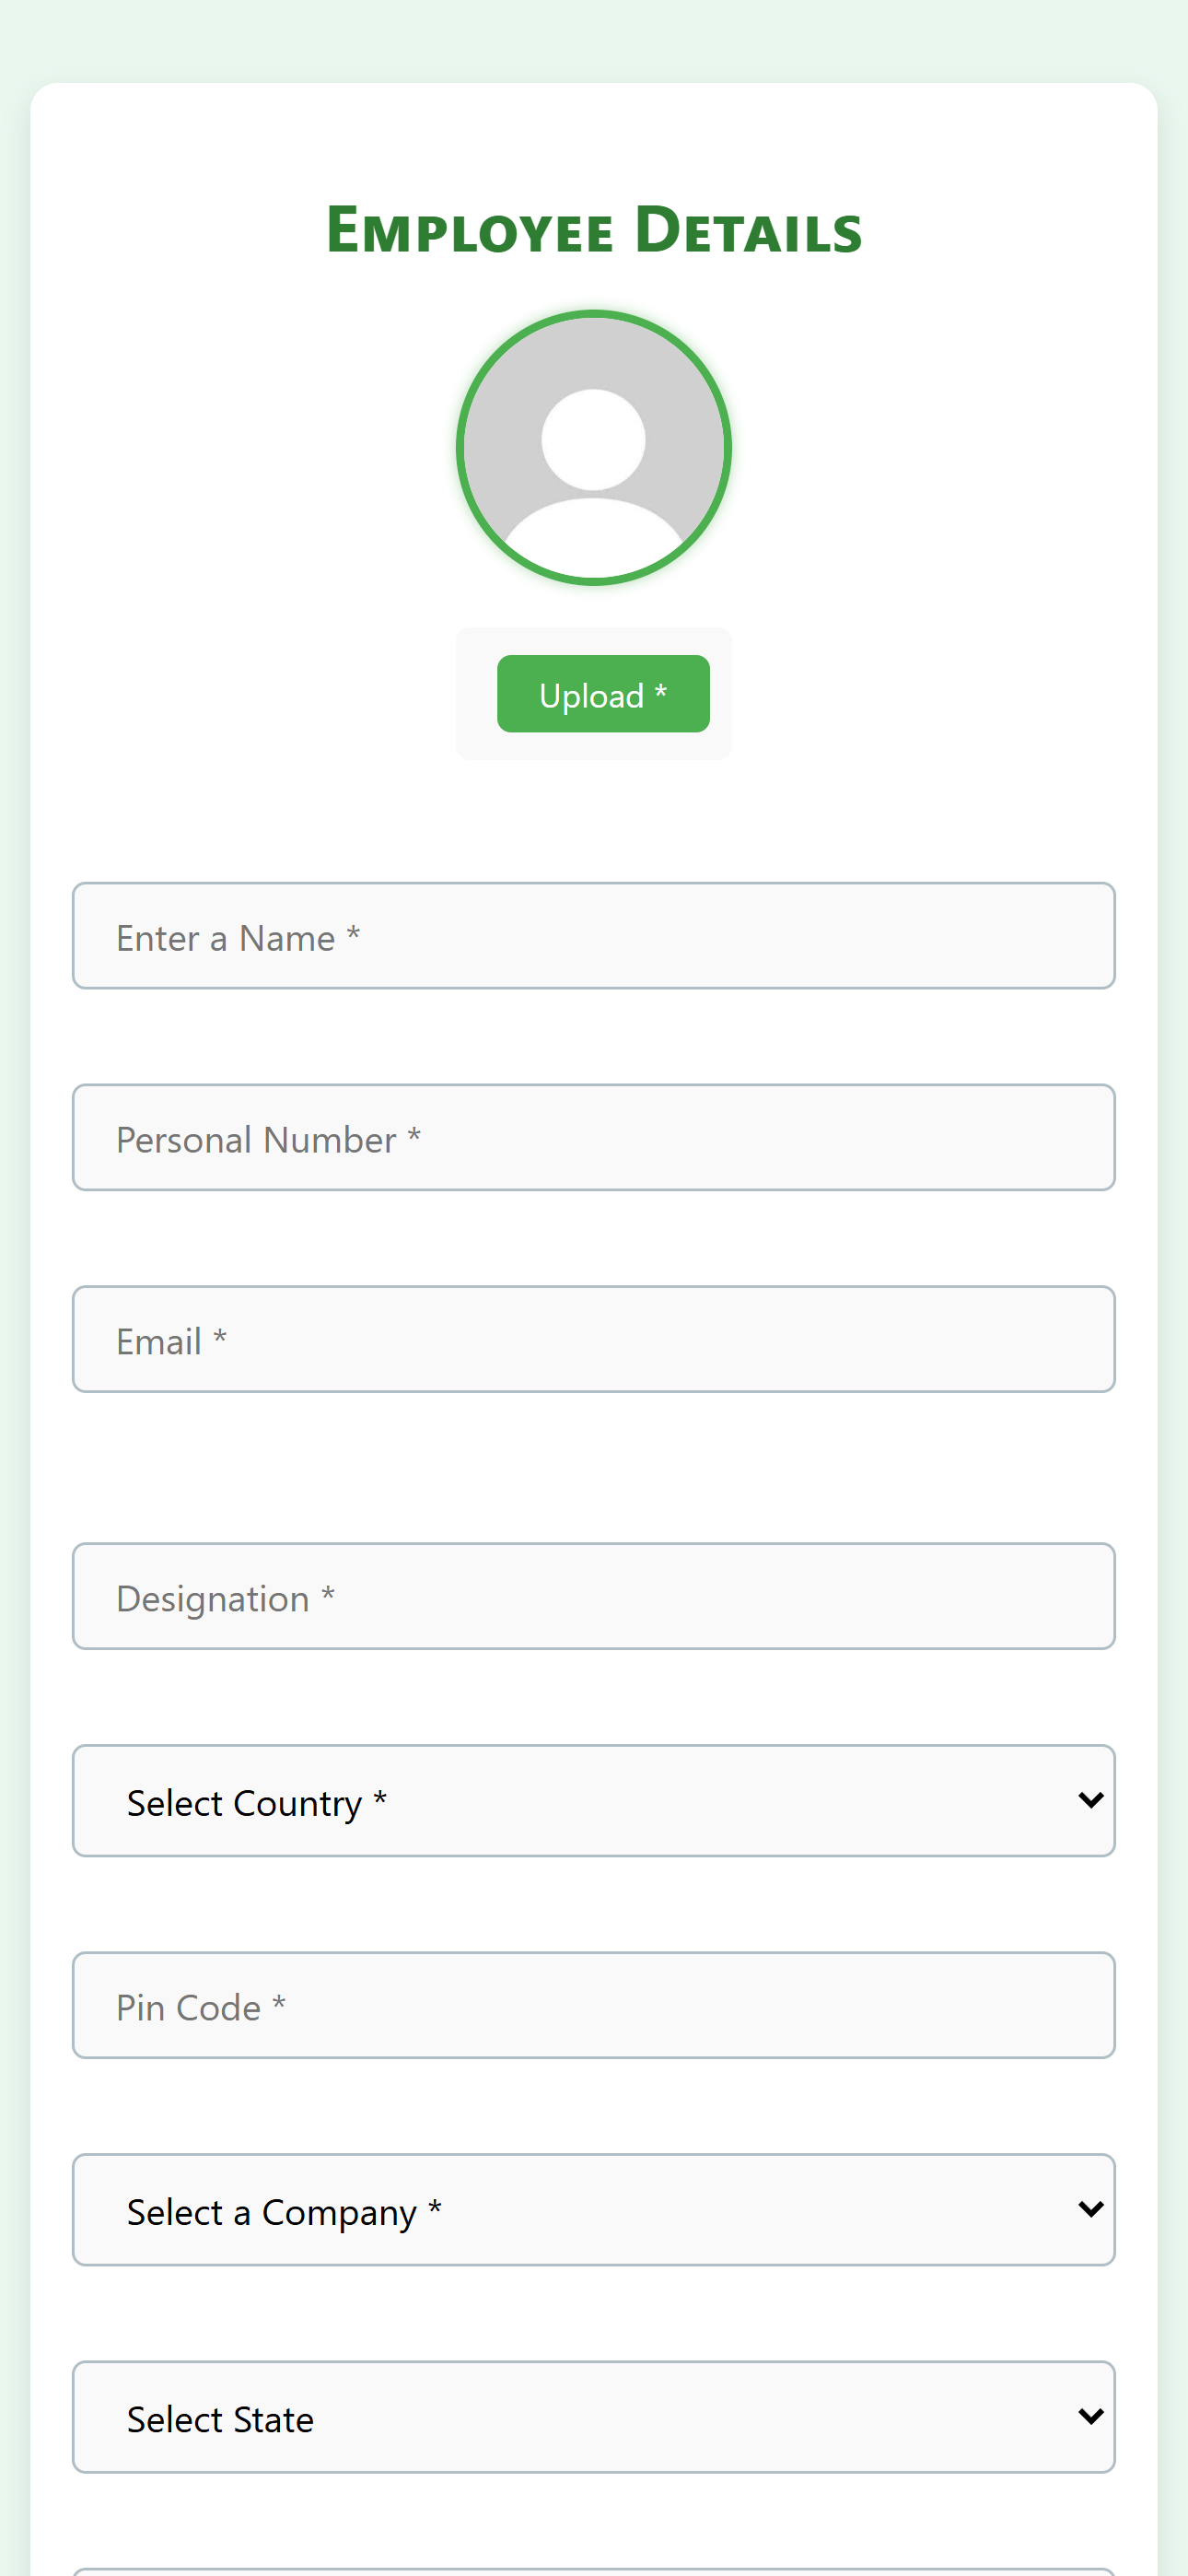 Employee Details
Upload *
Enter a Name *
Personal Number *
Email *
Designation *
Select Country *
Pin Code *
Select a Company *
Select State